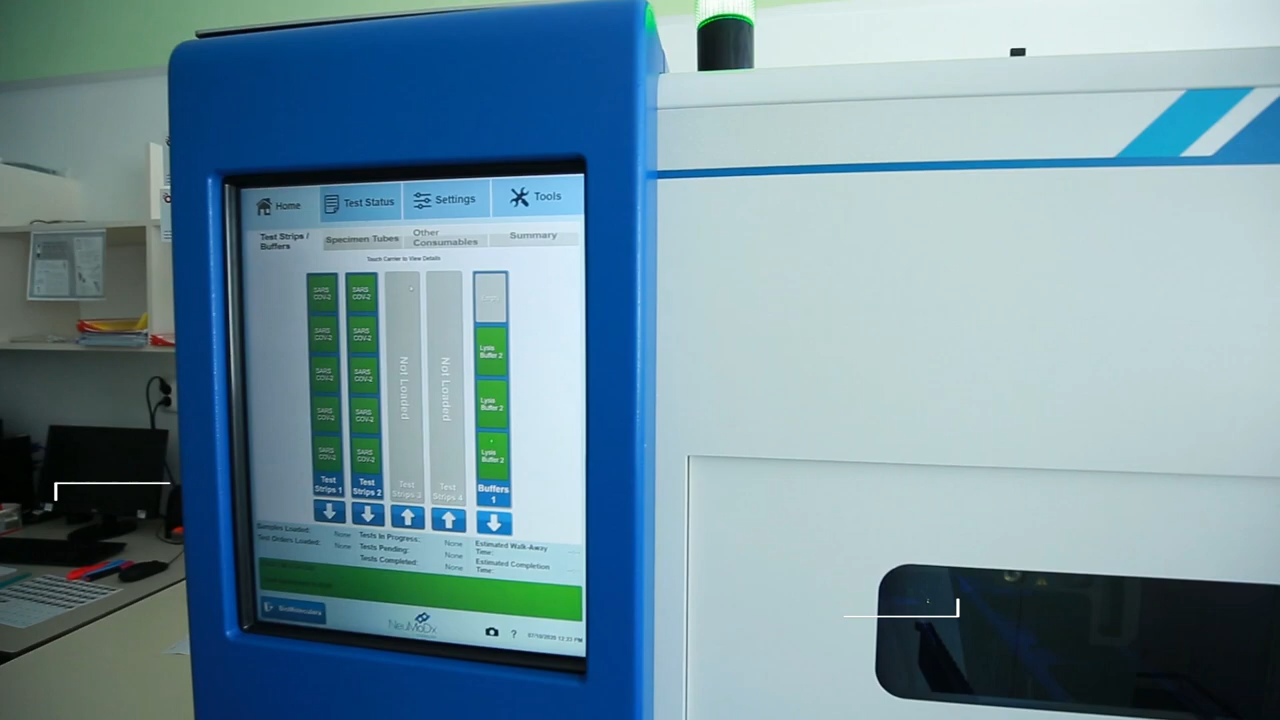 Home
Test Status
Settings
Tools
Test Strips /
Buffers
Specimen Tubes
Other
Consumables
Summary
Touch Carrier to View Details
SARS
COV-2
SARS
COV-2
SARS
COV-2
SARS
COV-2
SARS
COV-2
Test
Strips 1
SARS
COV-2
SARS
COV-2
SARS
COV-2
SARS
COV-2
SARS
COV-2
Test
Strips 2
Not Loaded
Test
Strips 3
Not Loaded
Test
Strips 4
Lysis
Buffer 2
Lysis
Buffer 2
Lysis
Buffer 2
Buffers
1
Samples Loaded: None
Test Orders Loaded: None
Tests In Progress: None
Tests Pending: None
Tests Completed: None
Estimated Walk-Away
Time:
Estimated Completion
Time:
NeuMoDx
?